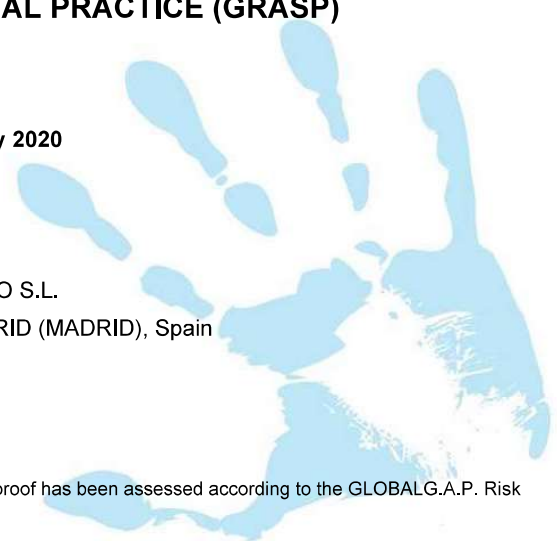 AL PRACTICE (GRASP)
y 2020
O S.L.
RID (MADRID), Spain
proof has been assessed according to the GLOBALG.A.P. Risk